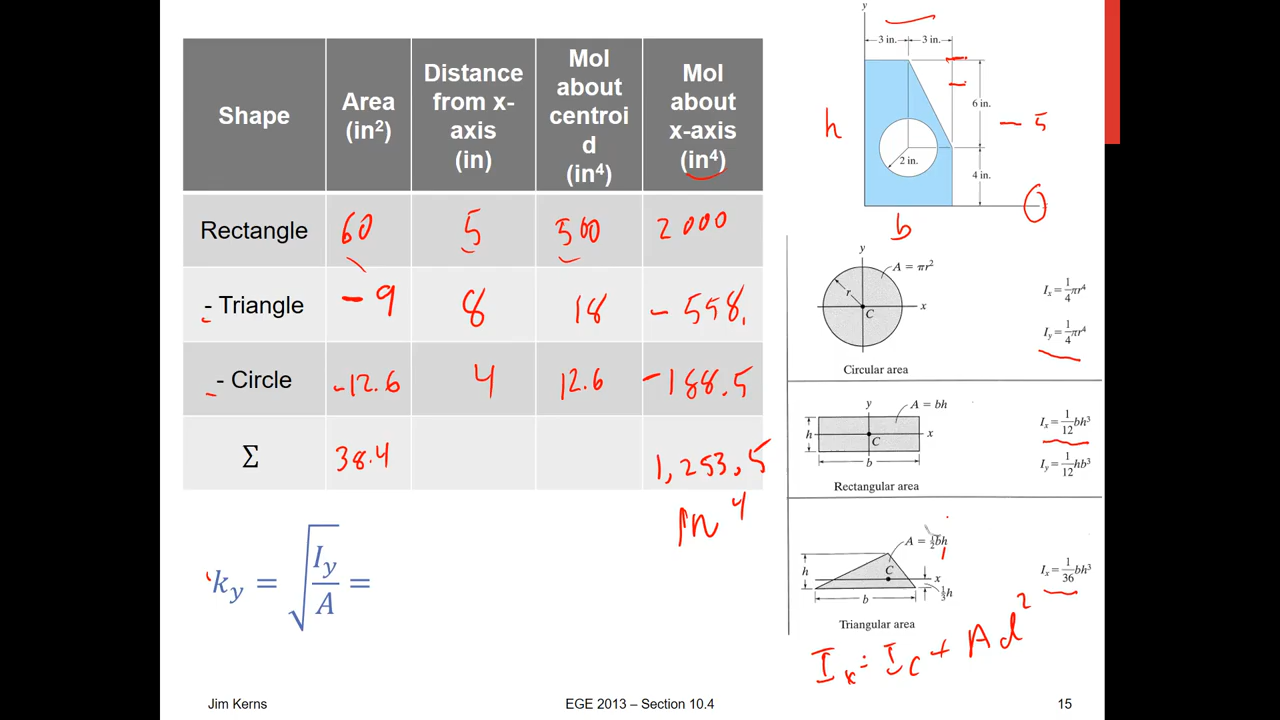 Shape
Area
(in²)
Distance
from x-
axis
(in)
MoI
about
centroi
d
(in⁴)
MoI
about
x-axis
(in⁴)
Rectangle 60 5 500 2000
- Triangle -9 8 18 -558.
- Circle -12.6 4 12.6 -188.5
Σ 38.4 1,253.5
in⁴
k_y = √(I_y/A) =
y
3 in. 3 in.
6 in.
2 in.
4 in.
h
b
- 5
y
A = πr²
r
C
x
I_x = 1/4 πr⁴
I_y = 1/4 πr⁴
Circular area
y
A = bh
h
C
x
b
I_x = 1/12 bh³
I_y = 1/12 hb³
Rectangular area
A = ½bh
h
C
x
⅓h
b
I_x = 1/36 bh³
Triangular area
I_x = I_c + Ad²
Jim Kerns
EGE 2013 – Section 10.4
15